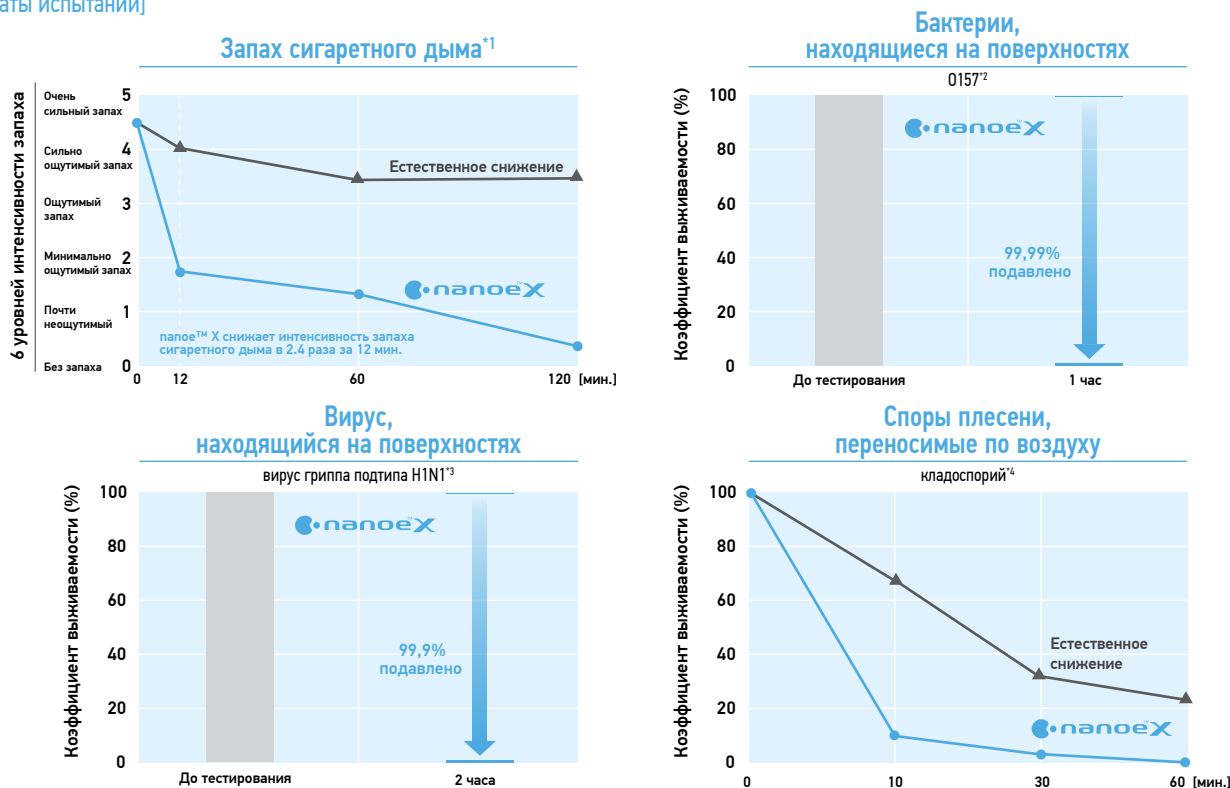 аты испытаний]
Запах сигаретного дыма*1
6 уровней интенсивности запаха
Очень
сильный запах
5
Сильно
ощутимый запах
4
Ощутимый
запах
3
Минимально
ощутимый запах
2
Почти
неощутимый
1
Без запаха
0
Естественное снижение
nanoe™X
nanoe™ X снижает интенсивность запаха
сигаретного дыма в 2.4 раза за 12 мин.
0 12 60 120 [мин.]
Бактерии,
находящиеся на поверхностях
O157*2
Коэффициент выживаемости (%)
100
80
60
40
20
0
nanoe™X
99,99%
подавлено
До тестирования 1 час
Вирус,
находящийся на поверхностях
вирус гриппа подтипа H1N1*3
Коэффициент выживаемости (%)
100
80
60
40
20
0
nanoe™X
99,9%
подавлено
До тестирования 2 часа
Споры плесени,
переносимые по воздуху
кладоспорий*4
Коэффициент выживаемости (%)
100
80
60
40
20
0
Естественное
снижение
nanoe™X
0 10 30 60 [мин.]